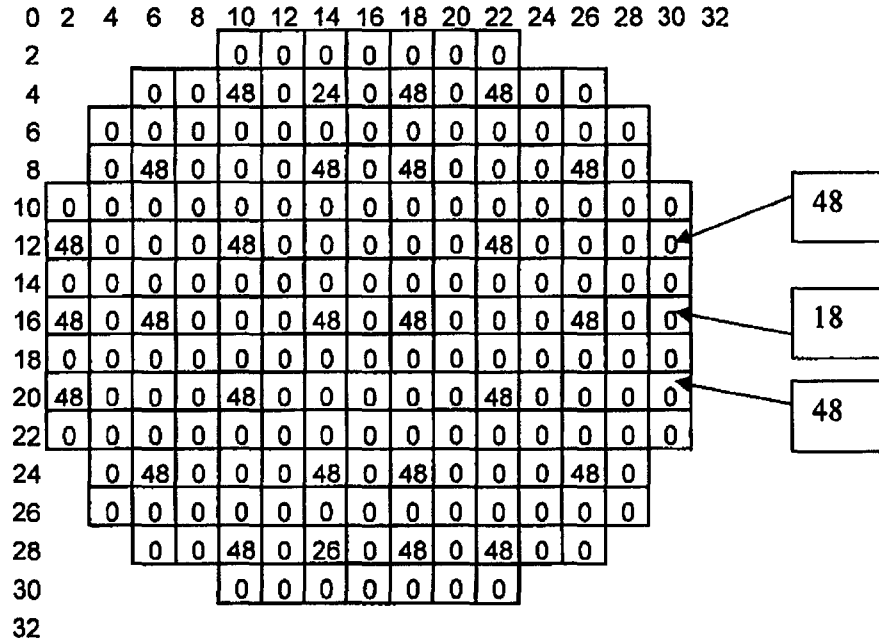 0 2 4 6 8 10 12 14 16 18 20 22 24 26 28 30 32
2 0 0 0 0 0 0 0
4 0 0 48 0 24 0 48 0 48 0 0
6 0 0 0 0 0 0 0 0 0 0 0 0 0
8 0 48 0 0 0 48 0 48 0 0 0 48 0
10 0 0 0 0 0 0 0 0 0 0 0 0 0 0 0
48
12 48 0 0 0 48 0 0 0 0 0 48 0 0 0 0
14 0 0 0 0 0 0 0 0 0 0 0 0 0 0 0
16 48 0 48 0 0 0 48 0 48 0 0 0 48 0 0
18
18 0 0 0 0 0 0 0 0 0 0 0 0 0 0 0
20 48 0 0 0 48 0 0 0 0 0 48 0 0 0 0
48
22 0 0 0 0 0 0 0 0 0 0 0 0 0 0 0
24 0 48 0 0 0 48 0 48 0 0 0 48 0
26 0 0 0 0 0 0 0 0 0 0 0 0 0
28 0 0 48 0 26 0 48 0 48 0 0
30 0 0 0 0 0 0 0
32